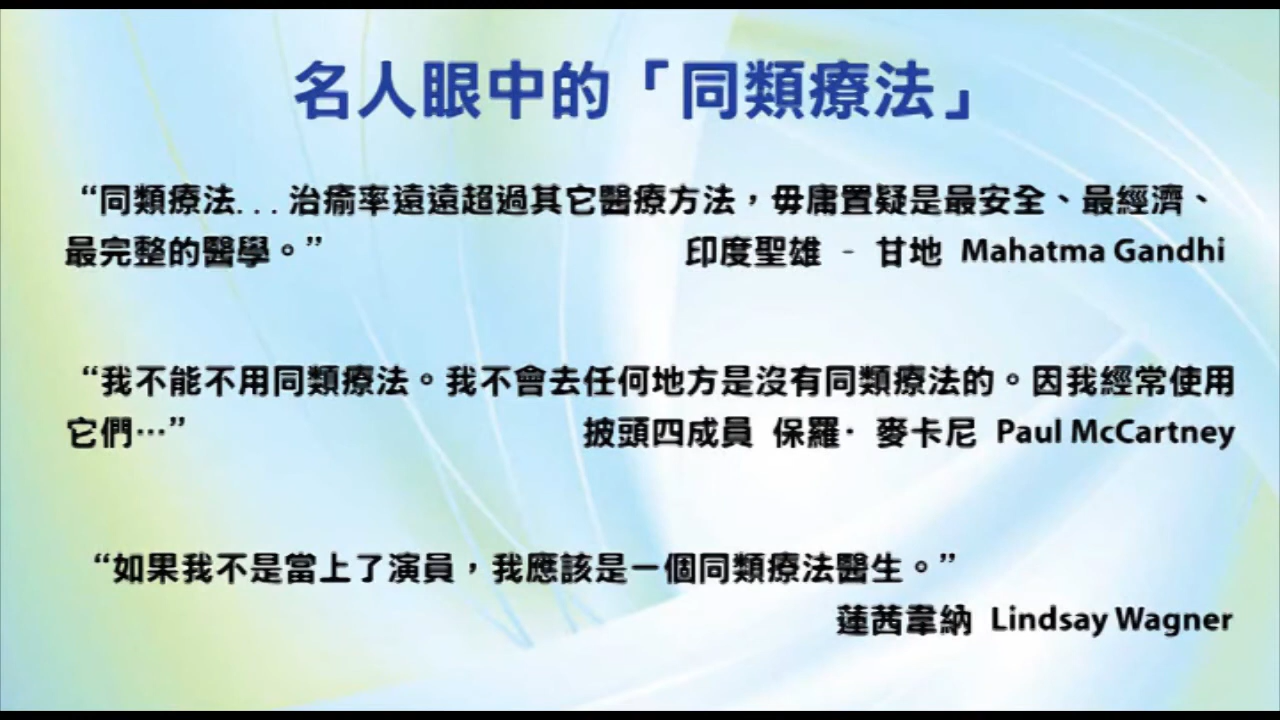 名人眼中的「同類療法」
“同類療法...治瘉率遠遠超過其它醫療方法，毋庸置疑是最安全、最經濟、
最完整的醫學。” 印度聖雄 - 甘地 Mahatma Gandhi
“我不能不用同類療法。我不會去任何地方是沒有同類療法的。因我經常使用
它們…” 披頭四成員 保羅· 麥卡尼 Paul McCartney
“如果我不是當上了演員，我應該是一個同類療法醫生。”
蓮茜韋納 Lindsay Wagner